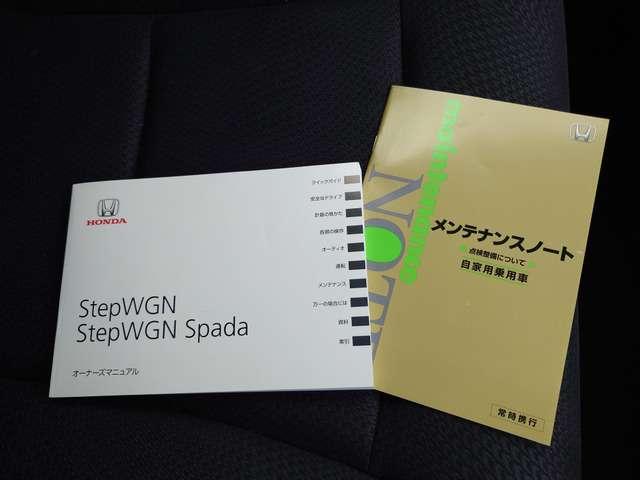 HONDA
StepWGN
StepWGN Spada
オーナーズマニュアル
クイックガイド
安全なドライブ
計器の見かた
各部の操作
オーディオ
運転
メンテナンス
万一の場合には
資料
索引
maintenance
NOTE
メンテナンスノート
点検整備について
自家用乗用車
常時携行